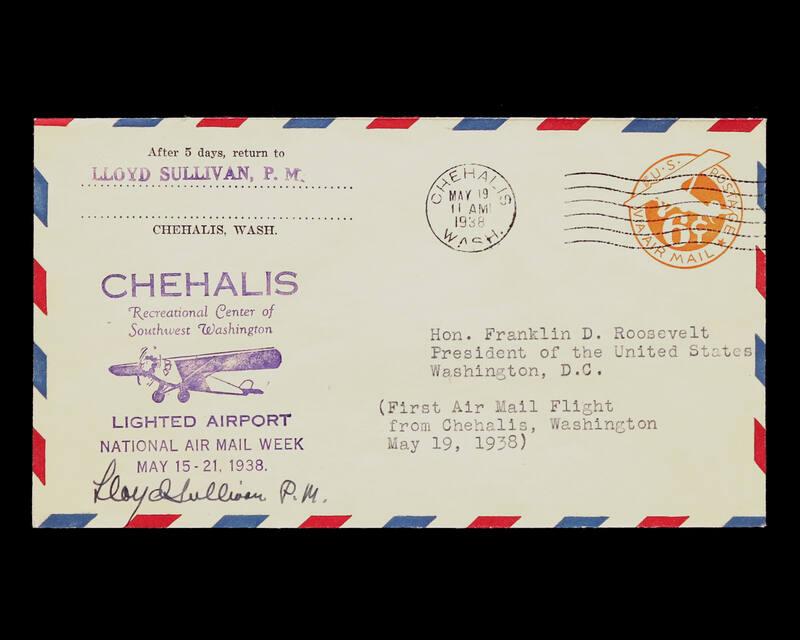 After 5 days, return to
LLOYD SULLIVAN, P. M.
CHEHALIS, WASH.
CHEHALIS
MAY 19
11 AM
1938
WASH.
U.S. POSTAGE
6¢
VIA AIR MAIL
CHEHALIS
Recreational Center of
Southwest Washington
LIGHTED AIRPORT
NATIONAL AIR MAIL WEEK
MAY 15-21, 1938.
Lloyd Sullivan P.M.
Hon. Franklin D. Roosevelt
President of the United States
Washington, D.C.
(First Air Mail Flight
from Chehalis, Washington
May 19, 1938)